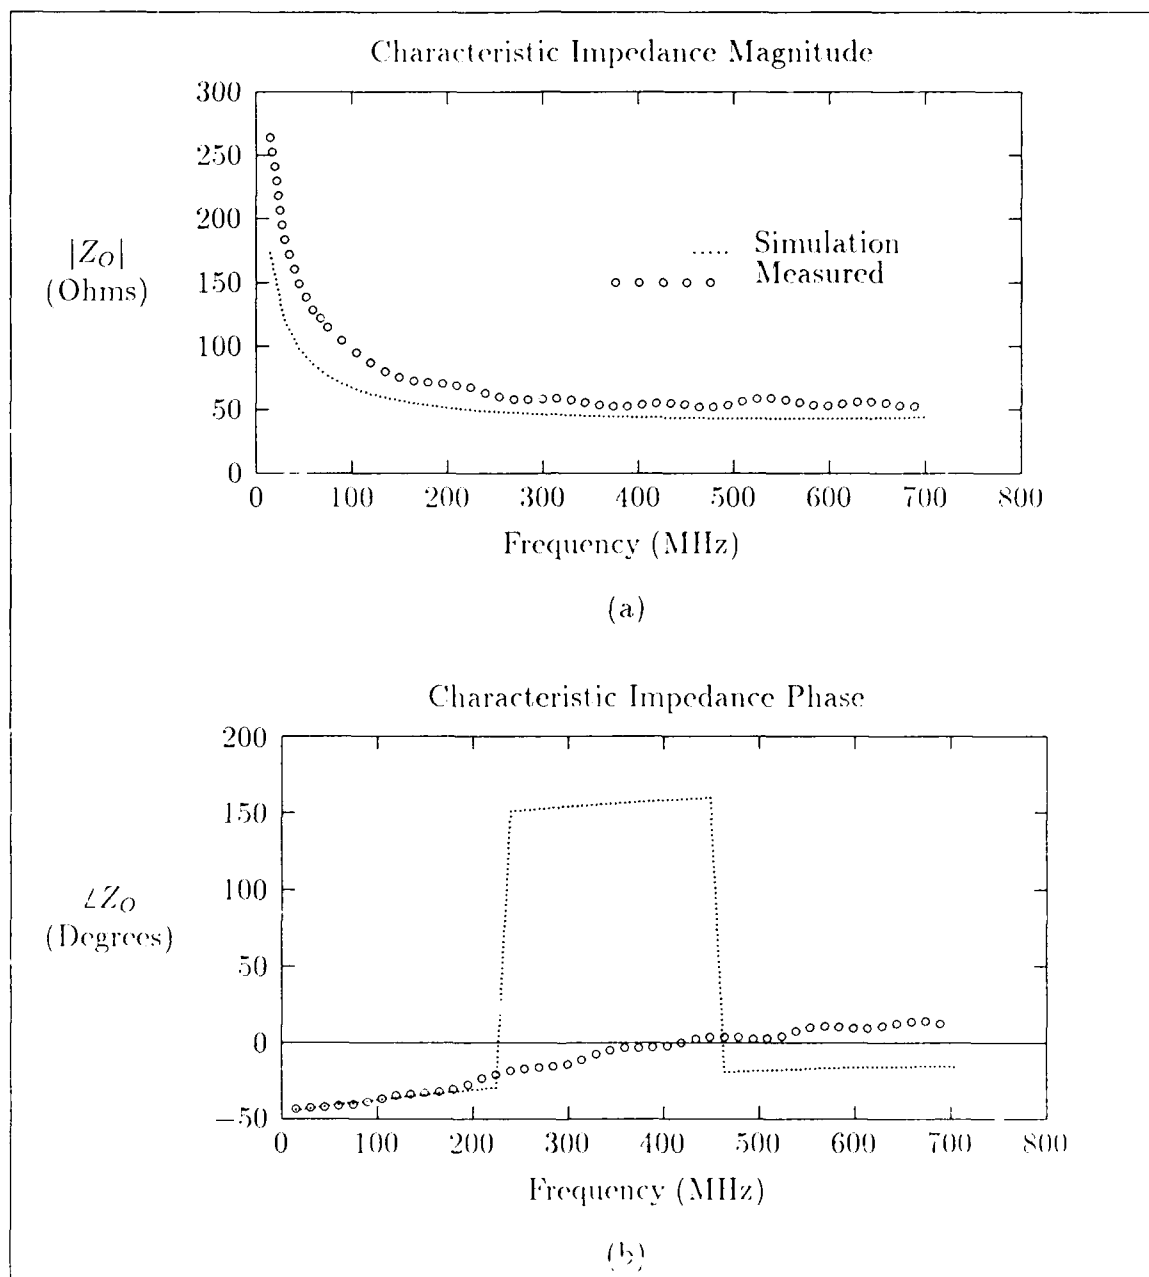 Characteristic Impedance Magnitude
300
250
200
150
100
50
0
|Z_O|
(Ohms)
Simulation
Measured
0 100 200 300 400 500 600 700 800
Frequency (MHz)
(a)
Characteristic Impedance Phase
200
150
100
50
0
−50
∠Z_O
(Degrees)
0 100 200 300 400 500 600 700 800
Frequency (MHz)
(b)